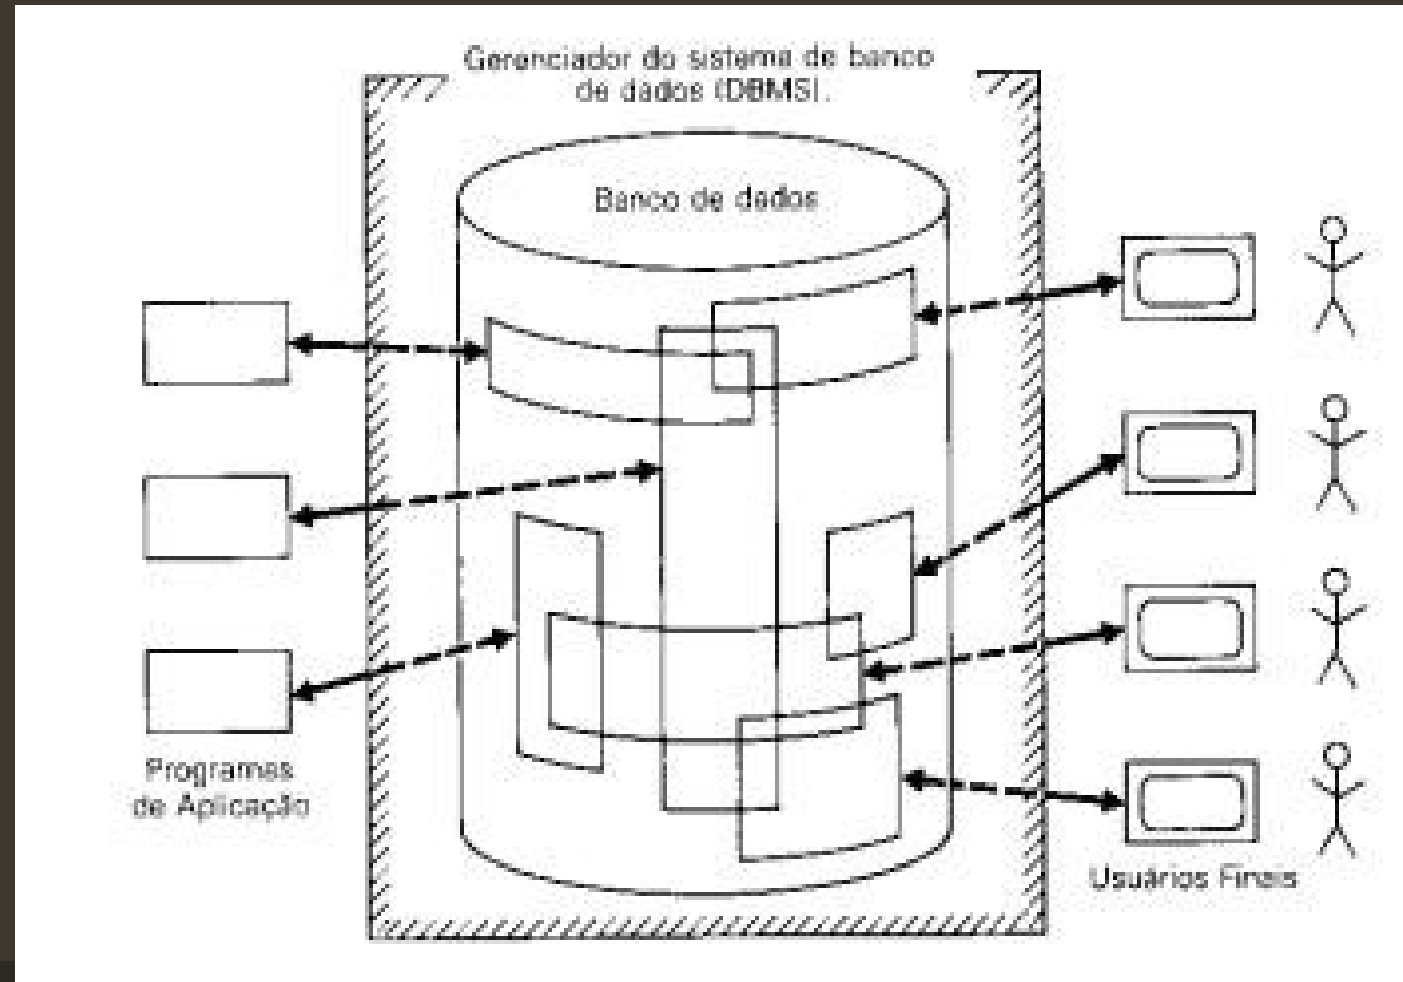 Gerenciador do sistema de banco
de dados (DBMS).
Banco de dados
Programas
de Aplicação
Usuários Finais